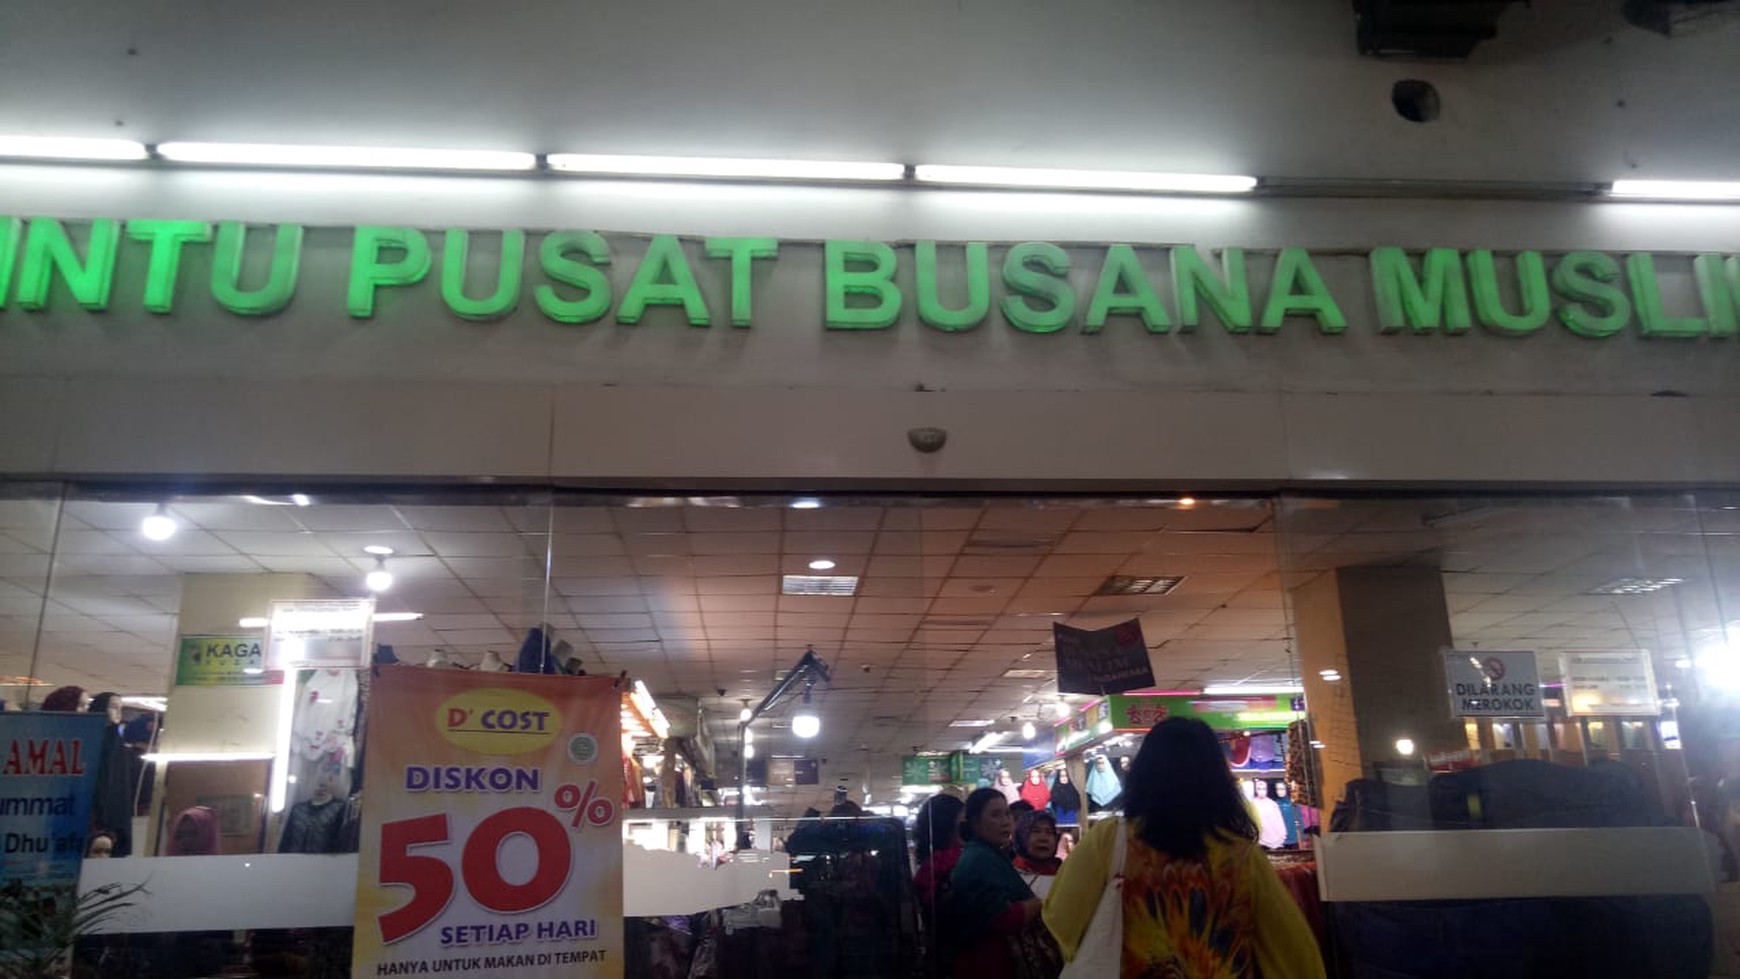 INTU PUSAT BUSANA MUSLI
KAGA
D' COST
DISKON
50%
SETIAP HARI
HANYA UNTUK MAKAN DI TEMPAT
AMAL
ummat
Dhu'afa
DILARANG
MEROKOK